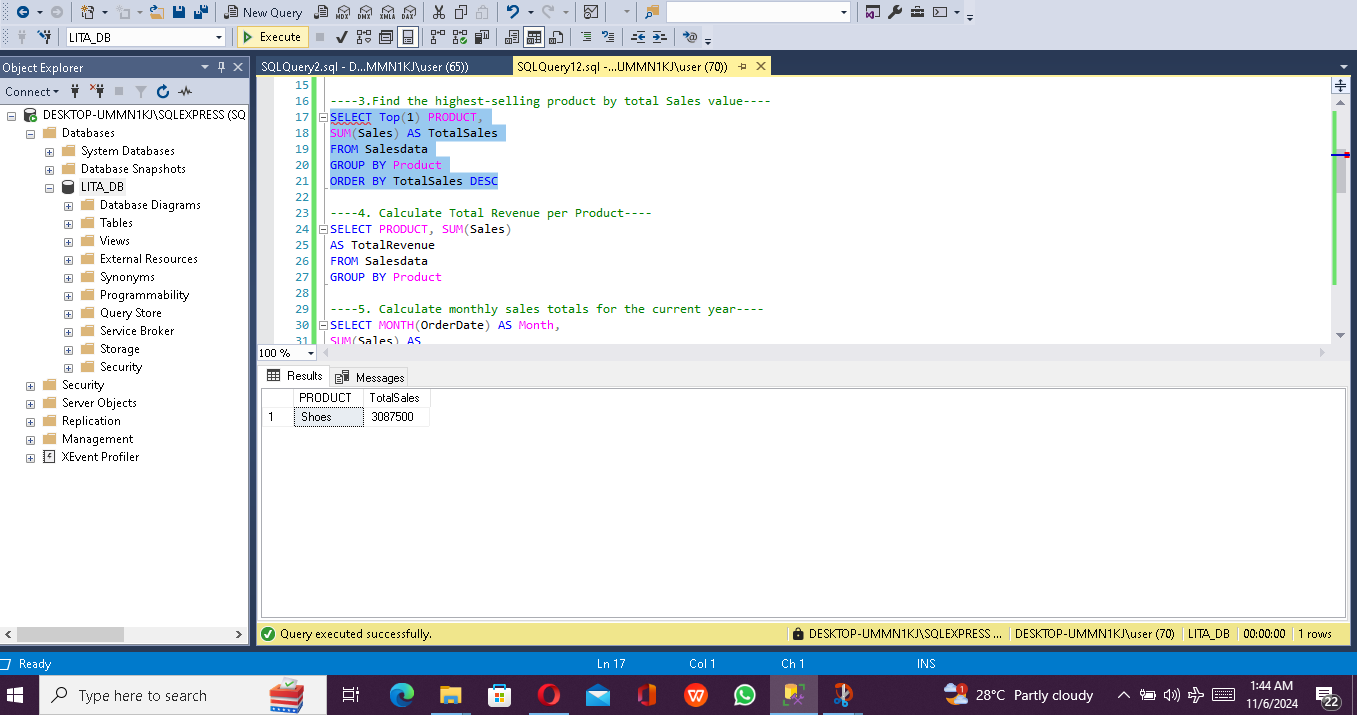 New Query
MDX
DMX
XMLA
DAX
LITA_DB
Execute
Object Explorer
SQLQuery2.sql - D...MMN1KJ\user (65))
SQLQuery12.sql -...UMMN1KJ\user (70))
Connect
DESKTOP-UMMN1KJ\SQLEXPRESS (SQ
Databases
System Databases
Database Snapshots
LITA_DB
Database Diagrams
Tables
Views
External Resources
Synonyms
Programmability
Query Store
Service Broker
Storage
Security
Security
Server Objects
Replication
Management
XEvent Profiler
15
16 ----3.Find the highest-selling product by total Sales value----
17 SELECT Top(1) PRODUCT,
18 SUM(Sales) AS TotalSales
19 FROM Salesdata
20 GROUP BY Product
21 ORDER BY TotalSales DESC
22
23 ----4. Calculate Total Revenue per Product----
24 SELECT PRODUCT, SUM(Sales)
25 AS TotalRevenue
26 FROM Salesdata
27 GROUP BY Product
28
29 ----5. Calculate monthly sales totals for the current year----
30 SELECT MONTH(OrderDate) AS Month,
31 SUM(Sales) AS
100 %
Results Messages
PRODUCT TotalSales
1 Shoes 3087500
Query executed successfully.
DESKTOP-UMMN1KJ\SQLEXPRESS ... DESKTOP-UMMN1KJ\user (70) LITA_DB 00:00:00 1 rows
Ready Ln 17 Col 1 Ch 1 INS
Type here to search
1
28°C Partly cloudy
1:44 AM
11/6/2024
22